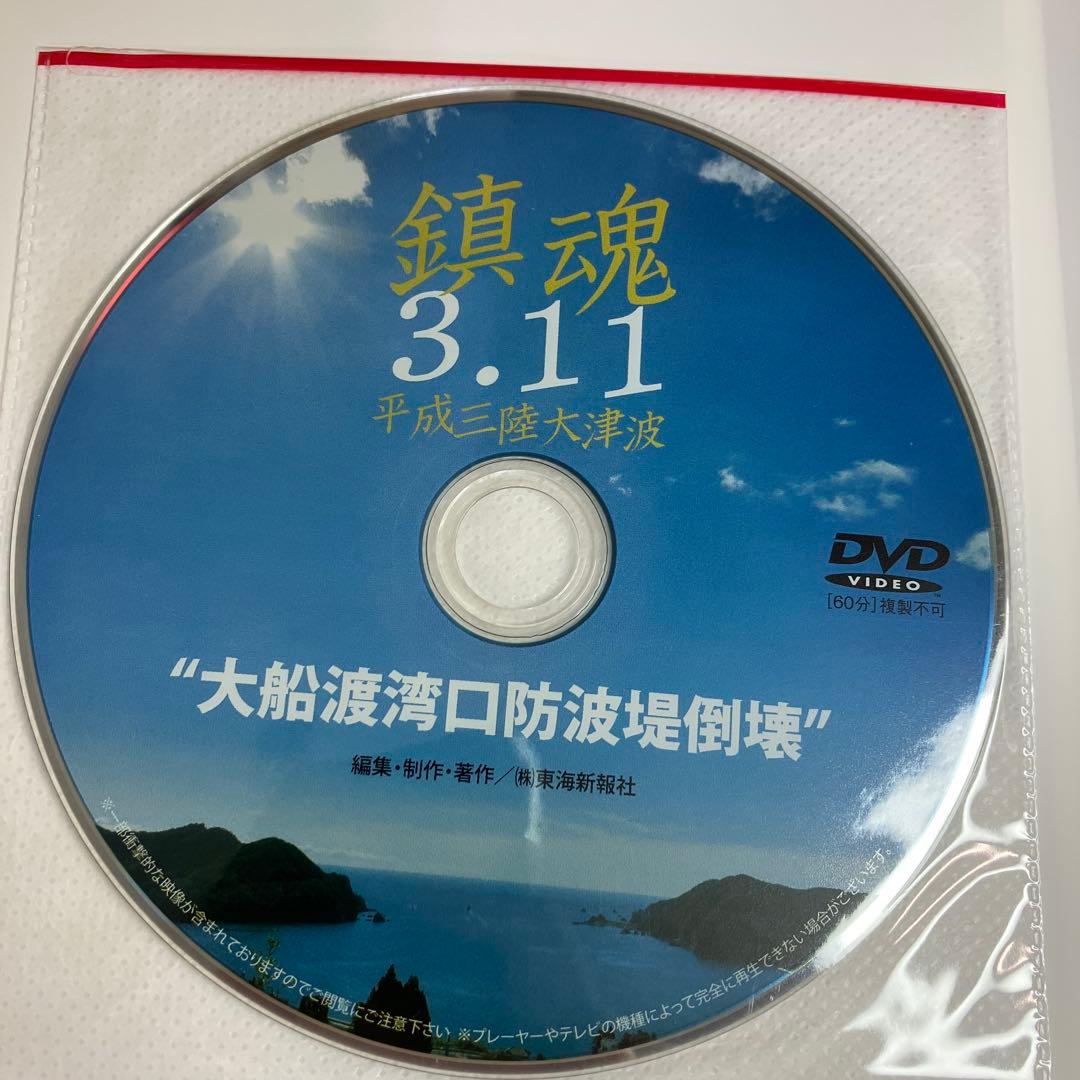 鎮魂
3.11
平成三陸大津波
DVD
VIDEO
[60分]複製不可
“大船渡湾口防波堤倒壊”
編集・制作・著作／㈱東海新報社
※一部衝撃的な映像が含まれておりますのでご閲覧にご注意下さい ※プレーヤーやテレビの機種によって完全に再生できない場合がございます。